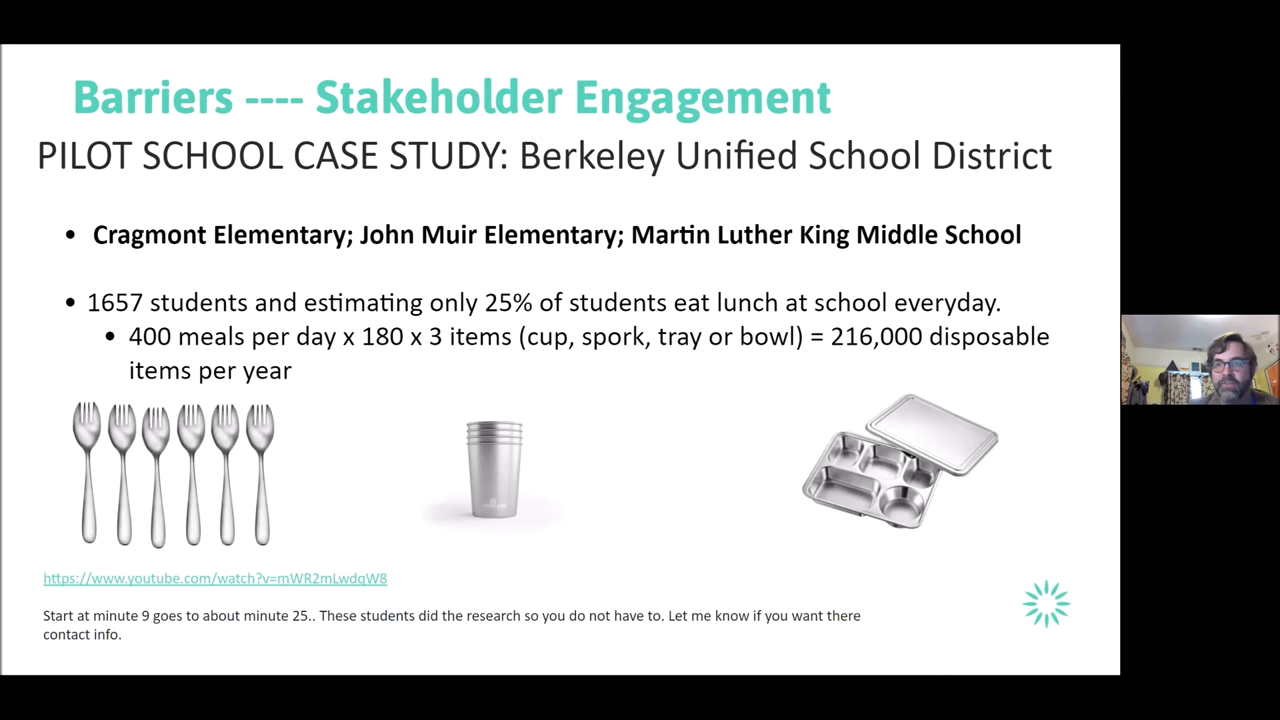 Barriers ---- Stakeholder Engagement
PILOT SCHOOL CASE STUDY: Berkeley Unified School District
• Cragmont Elementary; John Muir Elementary; Martin Luther King Middle School
• 1657 students and estimating only 25% of students eat lunch at school everyday.
• 400 meals per day x 180 x 3 items (cup, spork, tray or bowl) = 216,000 disposable
items per year
https://www.youtube.com/watch?v=mWR2mLwdqW8
Start at minute 9 goes to about minute 25.. These students did the research so you do not have to. Let me know if you want there
contact info.